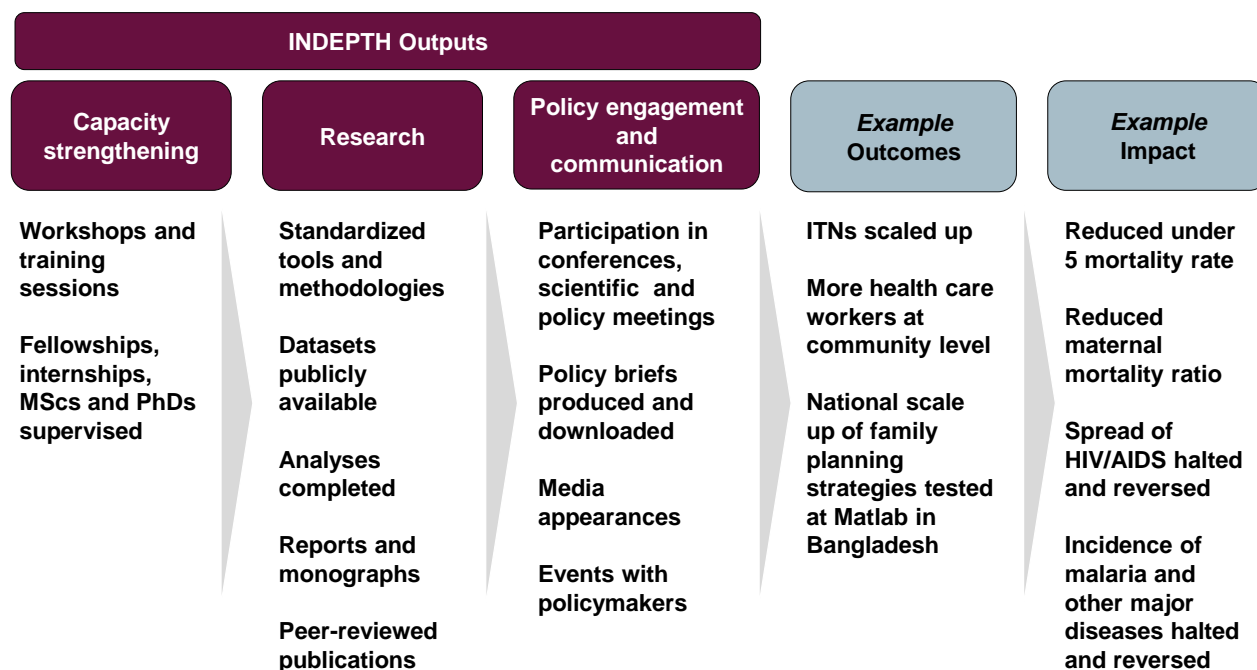 INDEPTH Outputs
Capacity
strengthening
Research
Policy engagement
and
communication
Example
Outcomes
Example
Impact
Workshops and
training
sessions
Fellowships,
internships,
MScs and PhDs
supervised
Standardized
tools and
methodologies
Datasets
publicly
available
Analyses
completed
Reports and
monographs
Peer-reviewed
publications
Participation in
conferences,
scientific and
policy meetings
Policy briefs
produced and
downloaded
Media
appearances
Events with
policymakers
ITNs scaled up
More health care
workers at
community level
National scale
up of family
planning
strategies tested
at Matlab in
Bangladesh
Reduced under
5 mortality rate
Reduced
maternal
mortality ratio
Spread of
HIV/AIDS halted
and reversed
Incidence of
malaria and
other major
diseases halted
and reversed